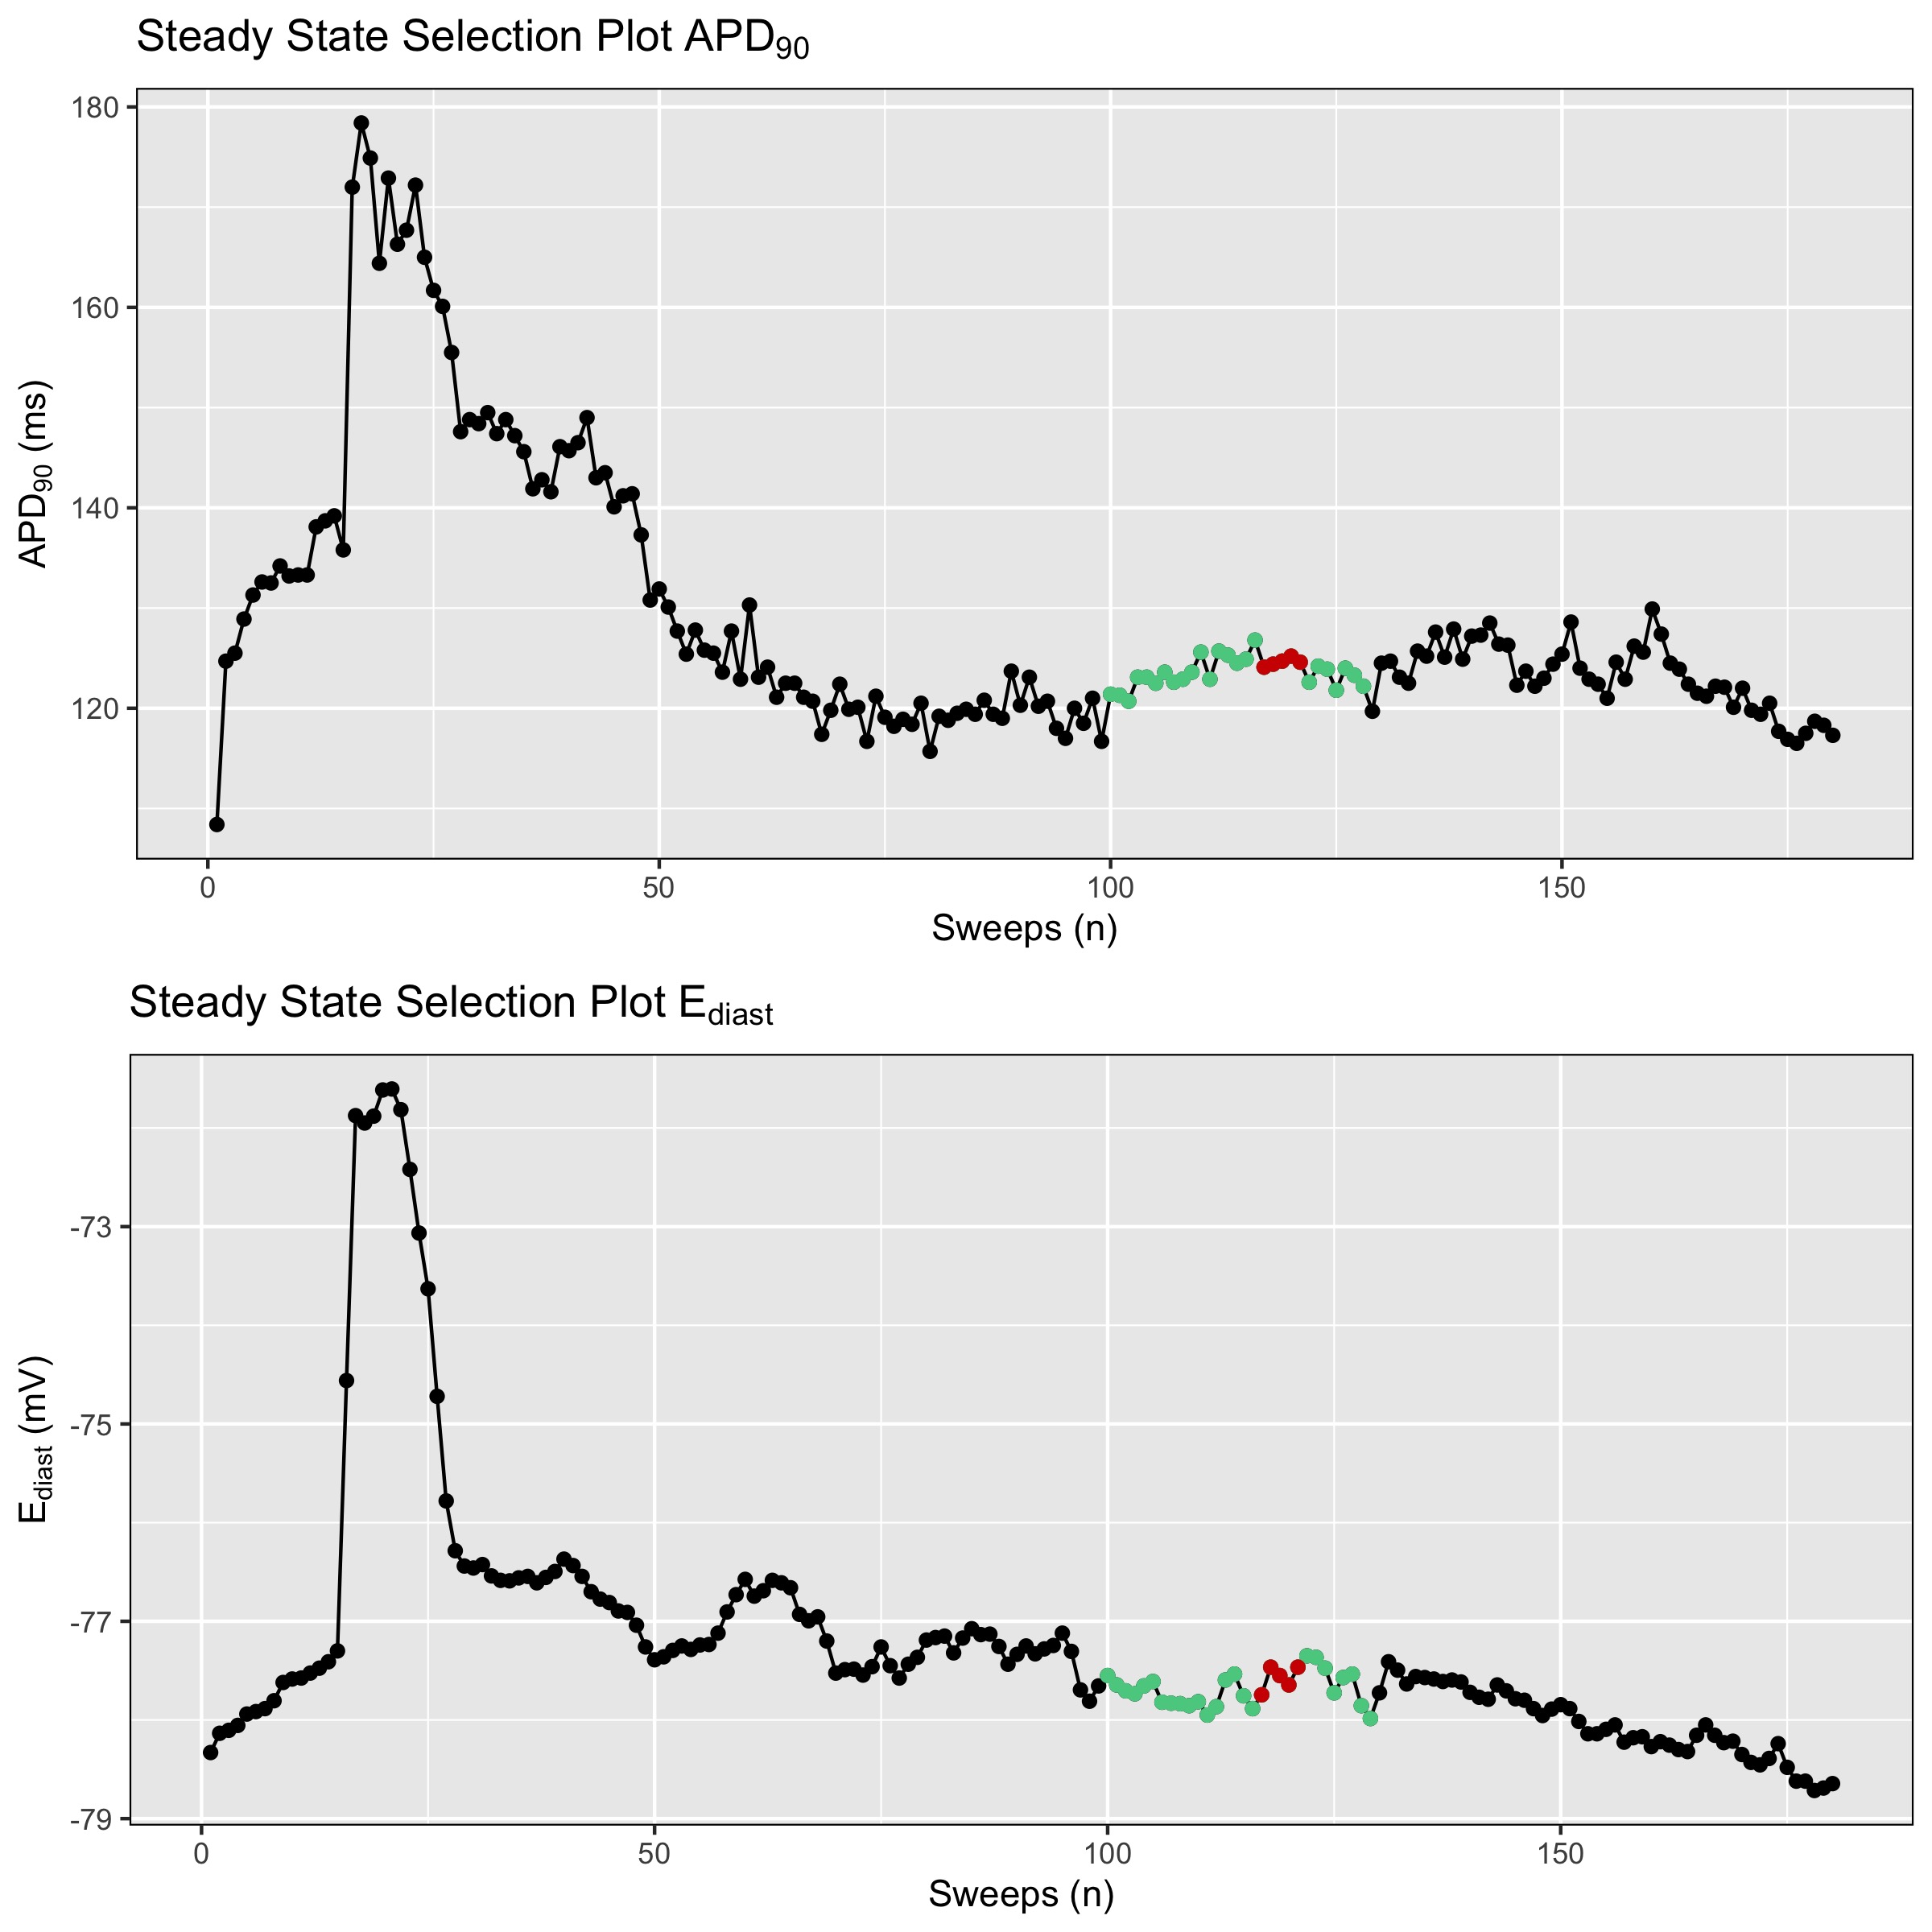 Steady State Selection Plot APD90
180
160
140
120
APD90 (ms)
0 50 100 150
Sweeps (n)
Steady State Selection Plot Ediast
-73
-75
-77
-79
Ediast (mV)
0 50 100 150
Sweeps (n)